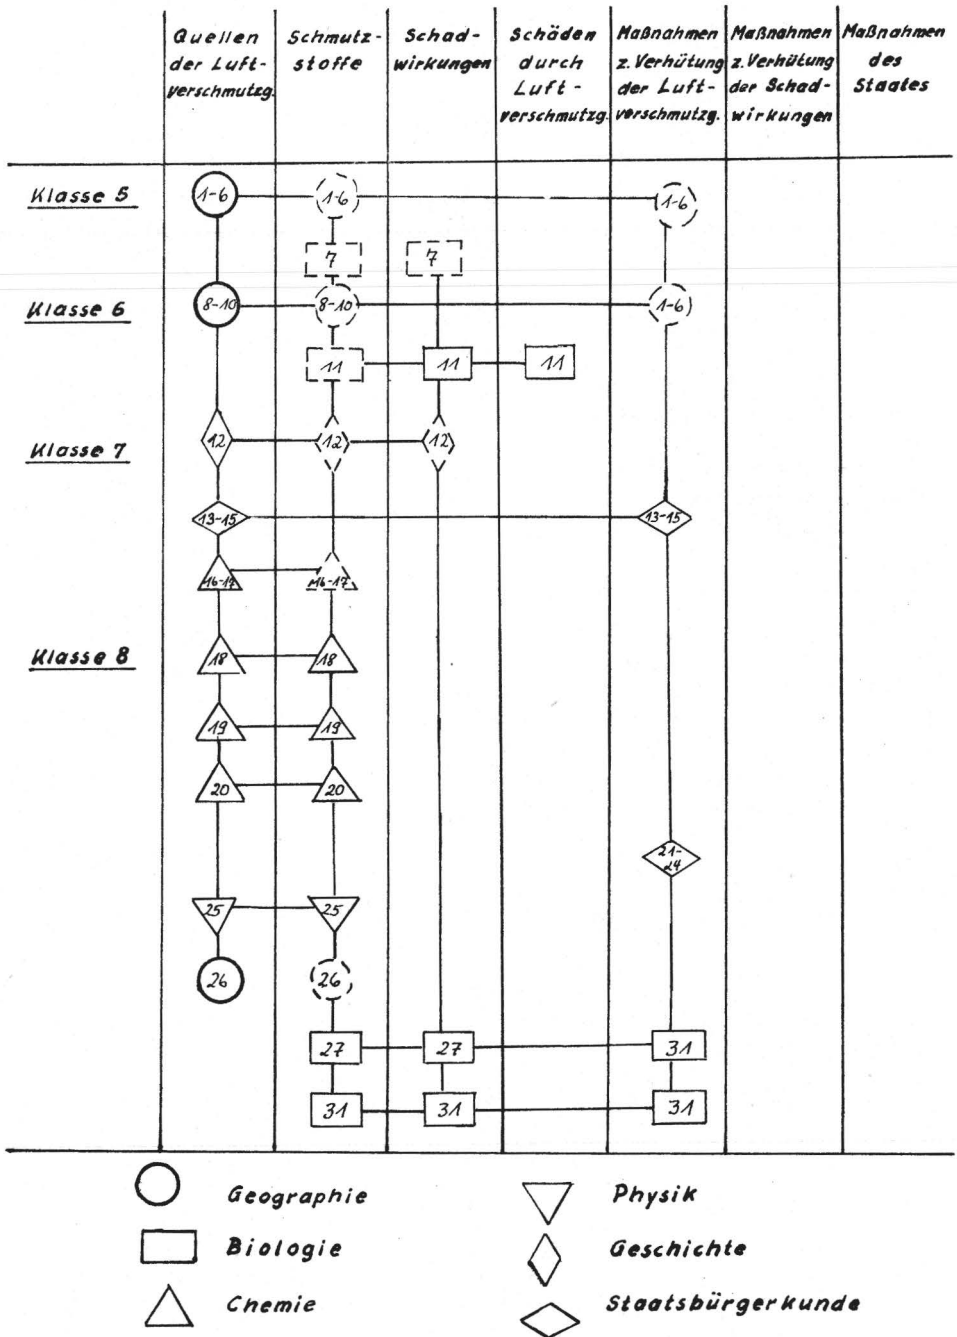 Quellen
der Luft-
verschmutzg.
Schmutz-
stoffe
Schad-
wirkungen
Schäden
durch
Luft-
verschmutzg.
Maßnahmen
z. Verhütung
der Luft-
verschmutzg.
Maßnahmen
z. Verhütung
der Schad-
wirkungen
Maßnahmen
des
Staates
Klasse 5
1-6 1-6 1-6
7 7
Klasse 6
8-10 8-10 1-6
11 11 11
Klasse 7
12 12 12
13-15 13-15
16-17 16-17
Klasse 8
18 18
19 19
20 20
21-
24
25 25
26 26
27 27 31
31 31 31
Geographie
Biologie
Chemie
Physik
Geschichte
Staatsbürgerkunde